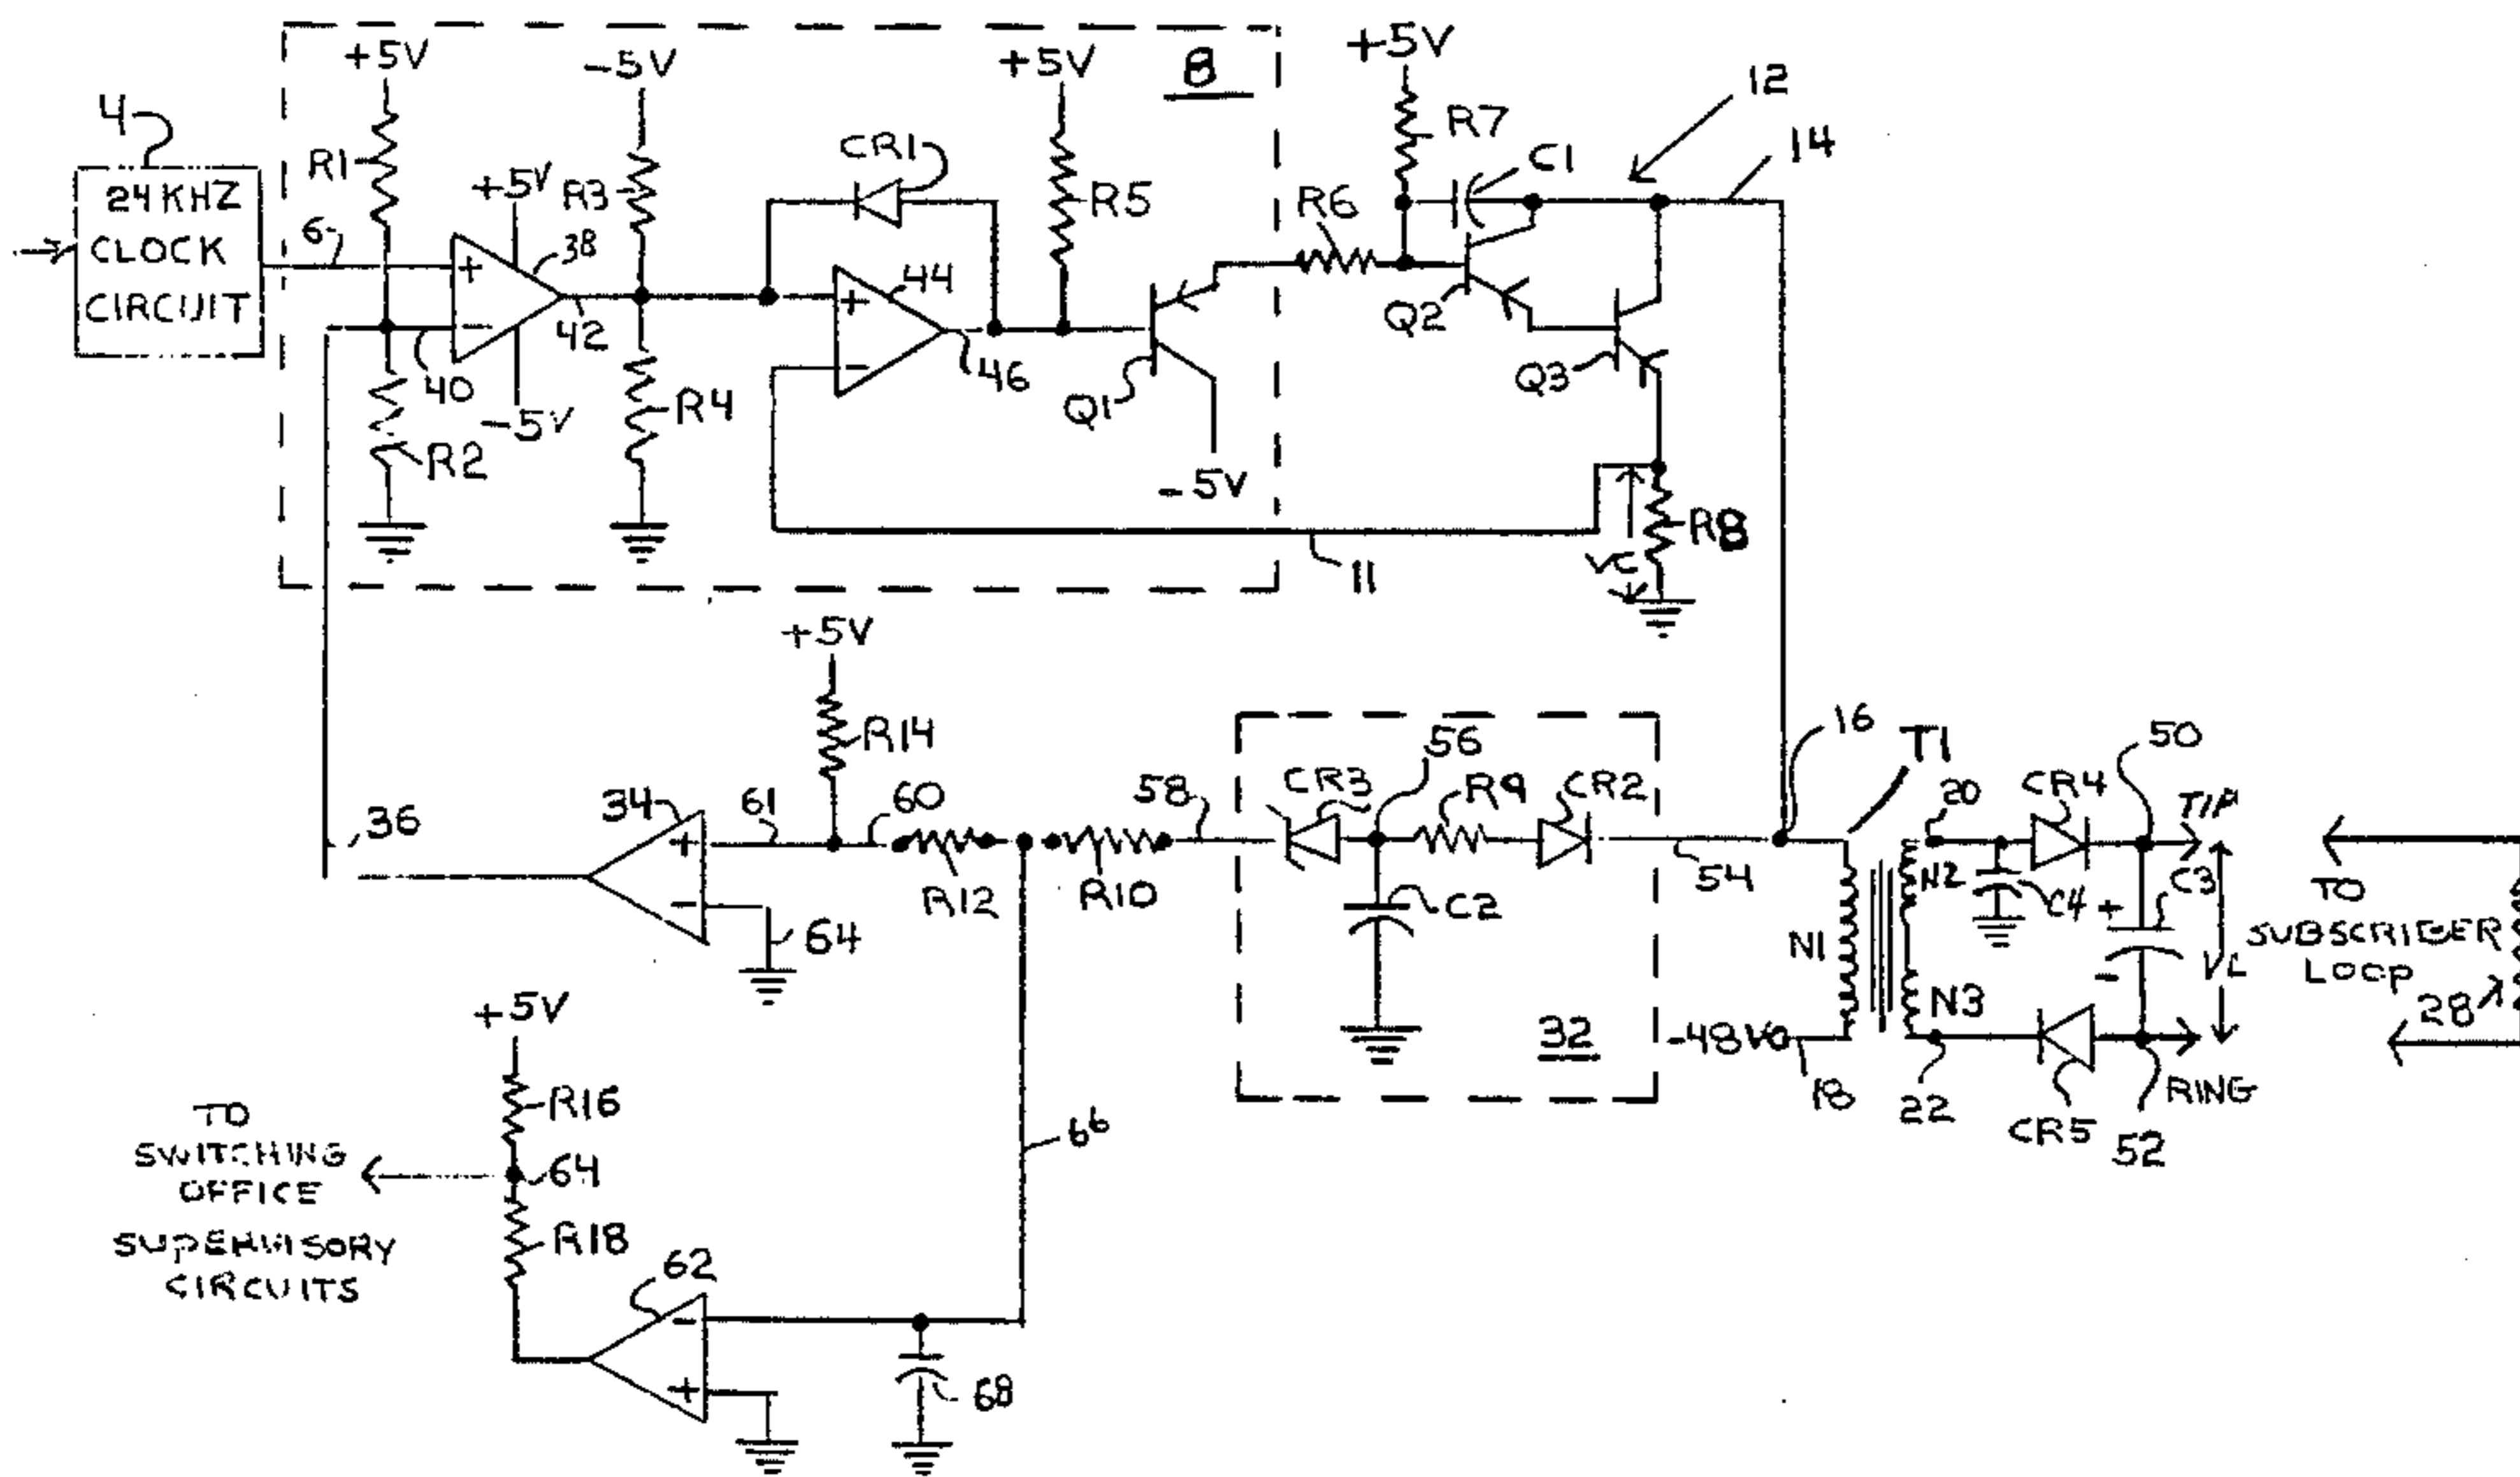 +5V
-5V
+5V
8
+5V
12
4
R1
24 KHZ
CLOCK
CIRCUIT
6
+5V
R3
38
CR1
R5
R6
R7
C1
14
+
-
40
42
44
+
-
46
Q1
Q2
Q3
-5V
R2
R4
-5V
R8
VC
11
+5V
R14
34
61
60
58
CR3
56
R9
CR2
16
T1
20
CR4
50
TIP
36
+
-
64
R12
R10
C2
54
N1
N2
C4
+
C3
-
VL
TO
SUBSCRIBER
LOOP
28
N3
32
-48V
18
22
CR5
RING
52
+5V
R16
TO
SWITCHING
OFFICE
SUPERVISORY
CIRCUITS
64
66
R18
62
-
+
68